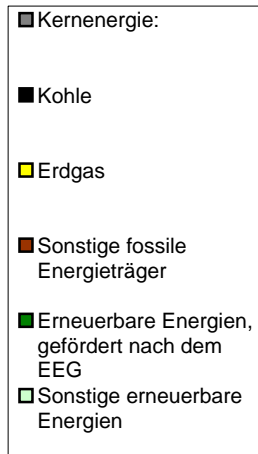 Kernenergie:
Kohle
Erdgas
Sonstige fossile
Energieträger
Erneuerbare Energien,
gefördert nach dem
EEG
Sonstige erneuerbare
Energien